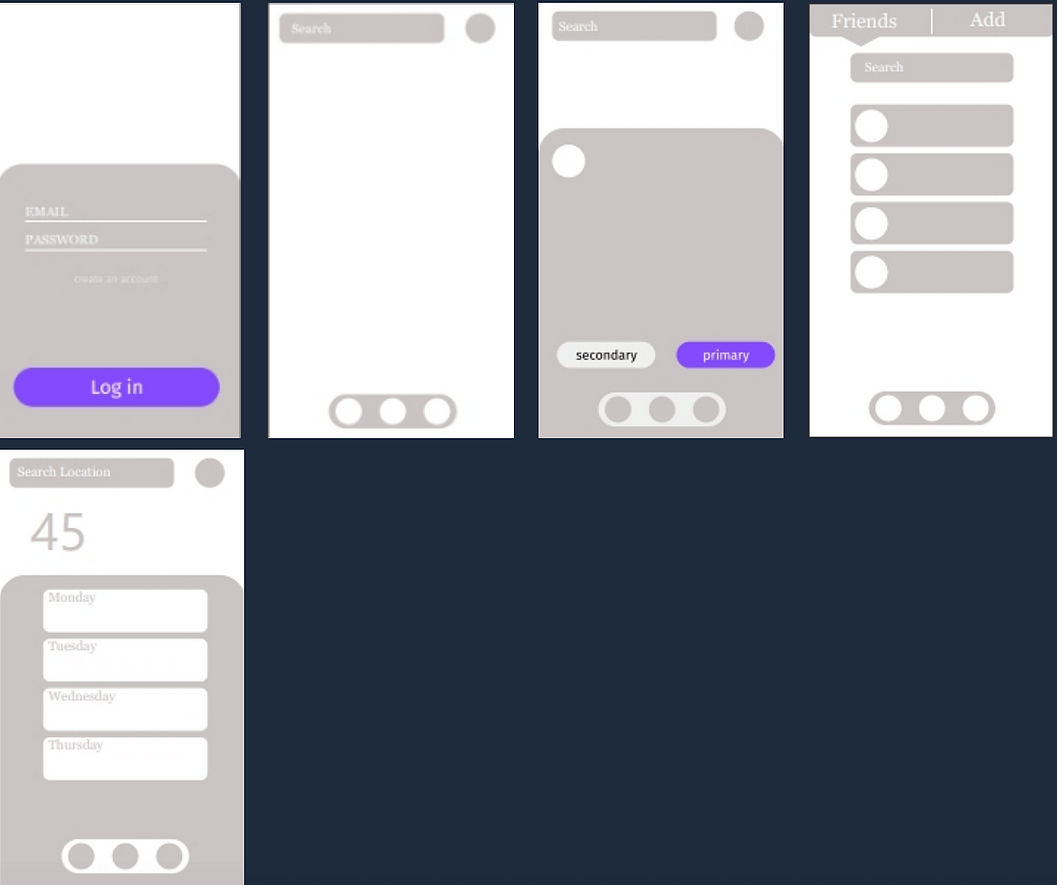 EMAIL
PASSWORD
create an account
Log in
Search
Search
secondary primary
Friends Add
Search
Search Location
45
Monday
Tuesday
Wednesday
Thursday